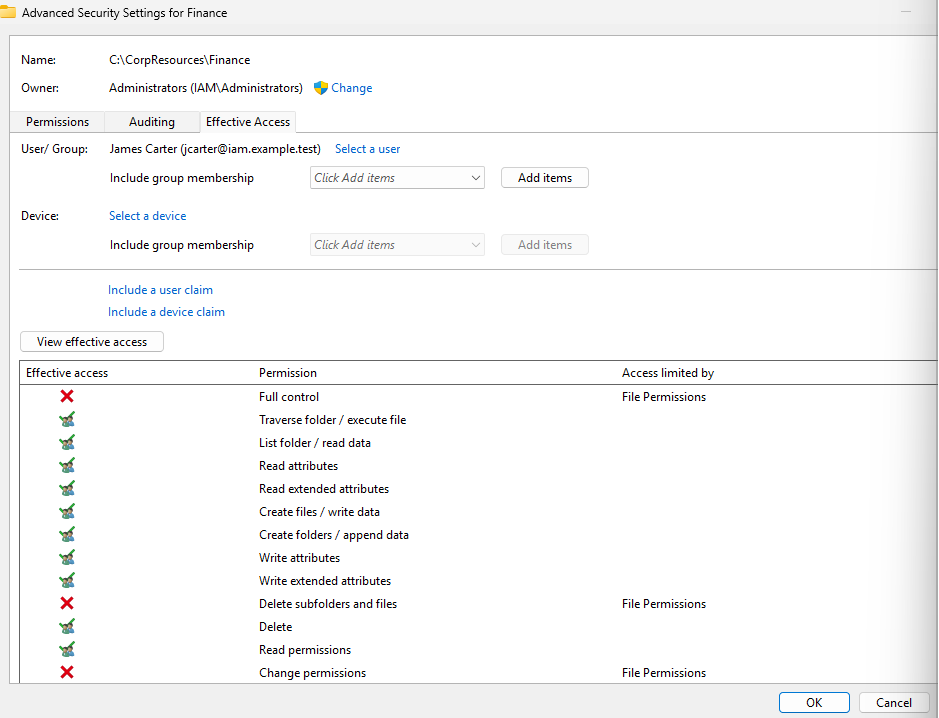 Advanced Security Settings for Finance
Name: C:\CorpResources\Finance
Owner: Administrators (IAM\Administrators) Change
Permissions Auditing Effective Access
User/ Group: James Carter (jcarter@iam.example.test) Select a user
Include group membership Click Add items Add items
Device: Select a device
Include group membership Click Add items Add items
Include a user claim
Include a device claim
View effective access
Effective access Permission Access limited by
Full control File Permissions
Traverse folder / execute file
List folder / read data
Read attributes
Read extended attributes
Create files / write data
Create folders / append data
Write attributes
Write extended attributes
Delete subfolders and files File Permissions
Delete
Read permissions
Change permissions File Permissions
OK Cancel